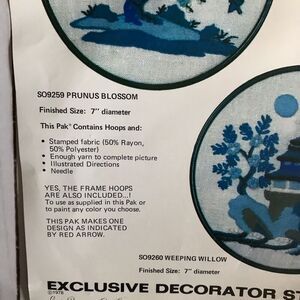 SO9259 PRUNUS BLOSSOM
Finished Size: 7" diameter
This Pak Contains Hoops and:
• Stamped fabric (50% Rayon,
50% Polyester)
• Enough yarn to complete picture
• Illustrated Directions
• Needle
YES, THE FRAME HOOPS
ARE ALSO INCLUDED...!
To use as supplied in this Pak or
to paint any color you choose.
THIS PAK MAKES ONE
DESIGN AS INDICATED
BY RED ARROW.
SO9260 WEEPING WILLOW
Finished Size: 7" diameter
EXCLUSIVE DECORATOR ST
©1976